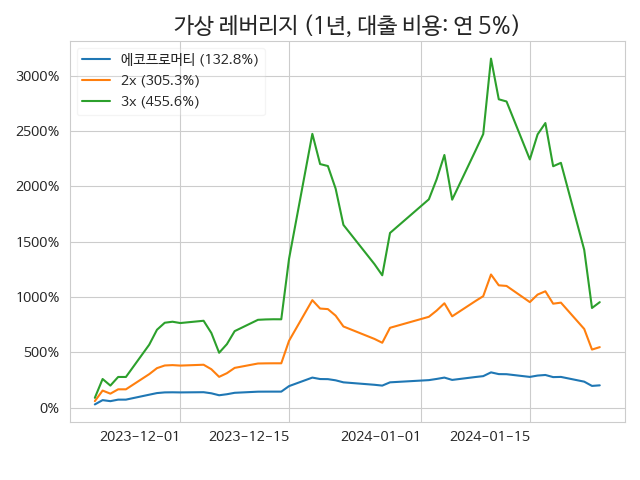 가상 레버리지 (1년, 대출 비용: 연 5%)
에코프로머티 (132.8%)
2x (305.3%)
3x (455.6%)
3000%
2500%
2000%
1500%
1000%
500%
0%
2023-12-01
2023-12-15
2024-01-01
2024-01-15